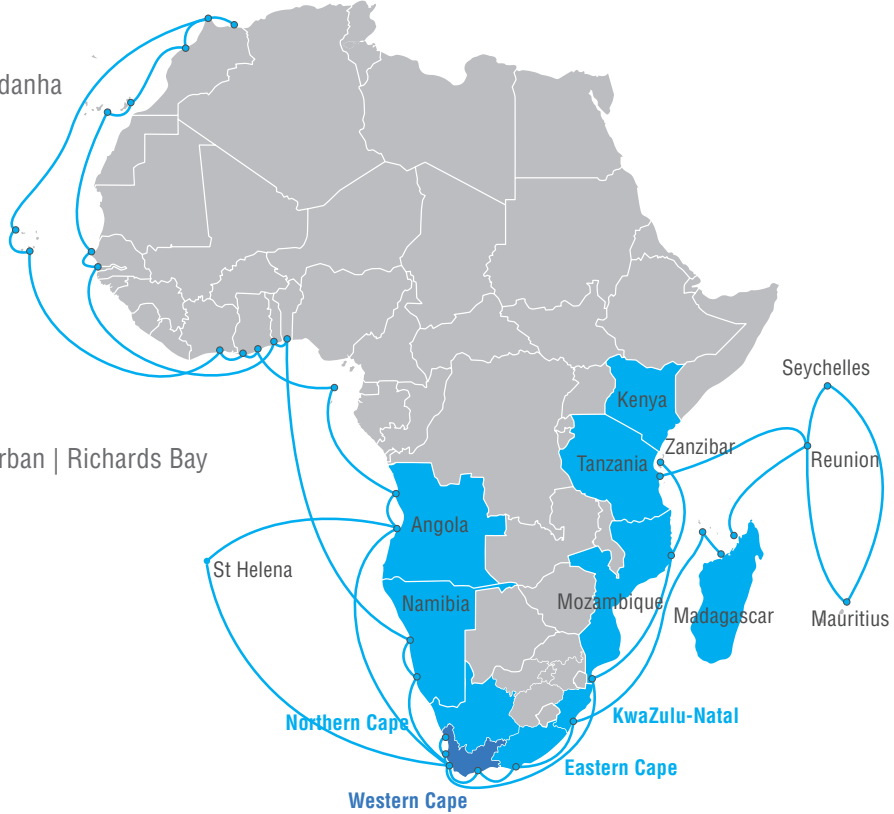 danha
Seychelles
Kenya
Zanzibar
Reunion
Tanzania
rban | Richards Bay
Angola
St Helena
Namibia
Mozambique
Madagascar
Mauritius
Northern Cape
KwaZulu-Natal
Eastern Cape
Western Cape